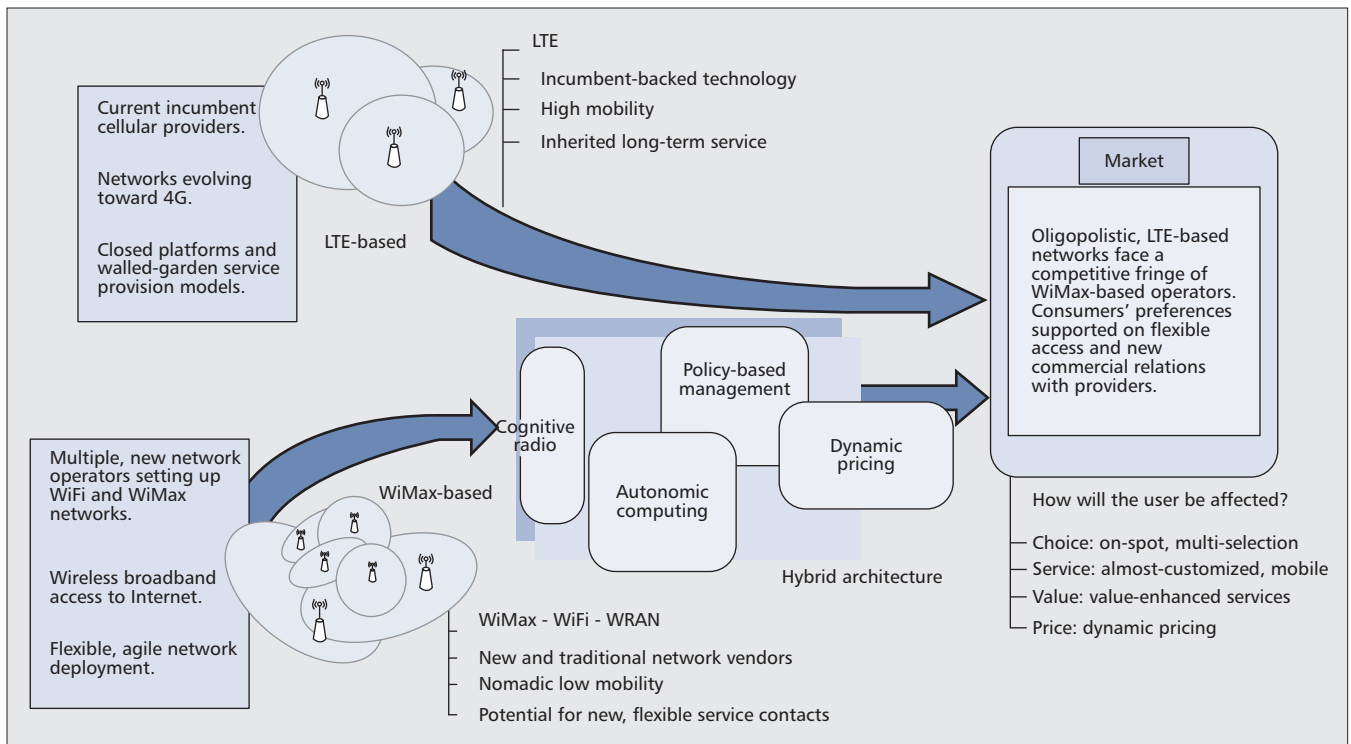 LTE
Incumbent-backed technology
High mobility
Inherited long-term service
Current incumbent
cellular providers.
Networks evolving
toward 4G.
Closed platforms and
walled-garden service
provision models.
LTE-based
Market
Oligopolistic, LTE-based
networks face a
competitive fringe of
WiMax-based operators.
Consumers’ preferences
supported on flexible
access and new
commercial relations
with providers.
Multiple, new network
operators setting up
WiFi and WiMax
networks.
Wireless broadband
access to Internet.
Flexible, agile network
deployment.
WiMax-based
Cognitive
radio
Policy-based
management
Autonomic
computing
Dynamic
pricing
Hybrid architecture
WiMax - WiFi - WRAN
New and traditional network vendors
Nomadic low mobility
Potential for new, flexible service contacts
How will the user be affected?
Choice: on-spot, multi-selection
Service: almost-customized, mobile
Value: value-enhanced services
Price: dynamic pricing